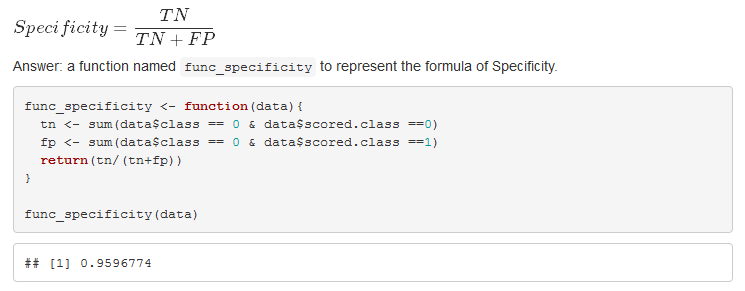 Specificity = TN / TN + FP
Answer: a function named func_specificity to represent the formula of Specificity.
func_specificity <- function(data){
  tn <- sum(data$class == 0 & data$scored.class ==0)
  fp <- sum(data$class == 0 & data$scored.class ==1)
  return(tn/(tn+fp))
}
func_specificity(data)
## [1] 0.9596774